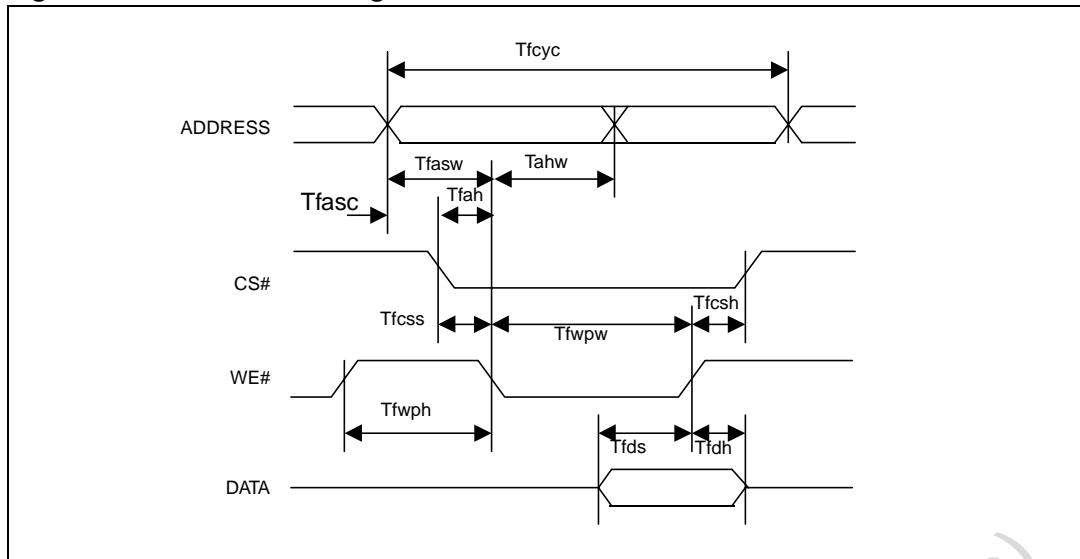 Tfcyc
ADDRESS
Tfasw
Tahw
Tfasc
Tfah
CS#
Tfcss
Tfwpw
Tfcsh
WE#
Tfwph
Tfds
Tfdh
DATA